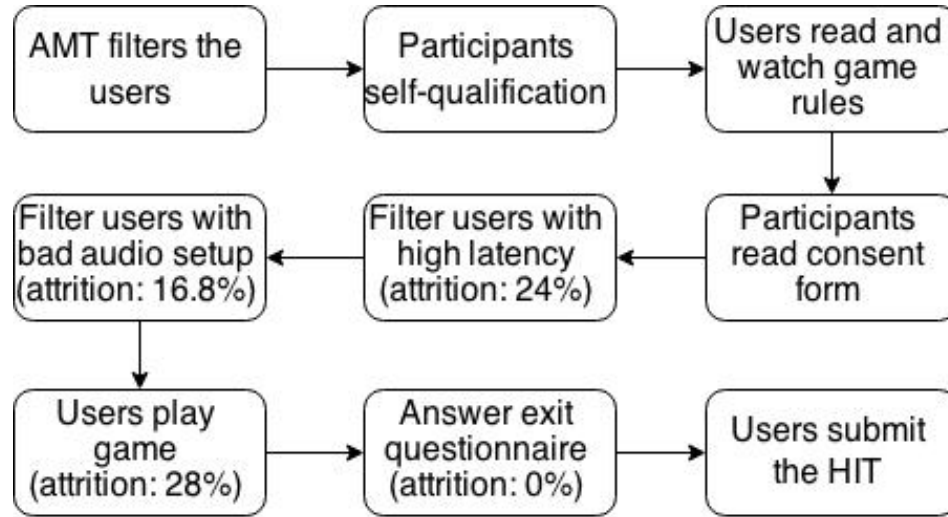 AMT filters the
users
Participants
self-qualification
Users read and
watch game
rules
Participants
read consent
form
Filter users with
high latency
(attrition: 24%)
Filter users with
bad audio setup
(attrition: 16.8%)
Users play
game
(attrition: 28%)
Answer exit
questionnaire
(attrition: 0%)
Users submit
the HIT